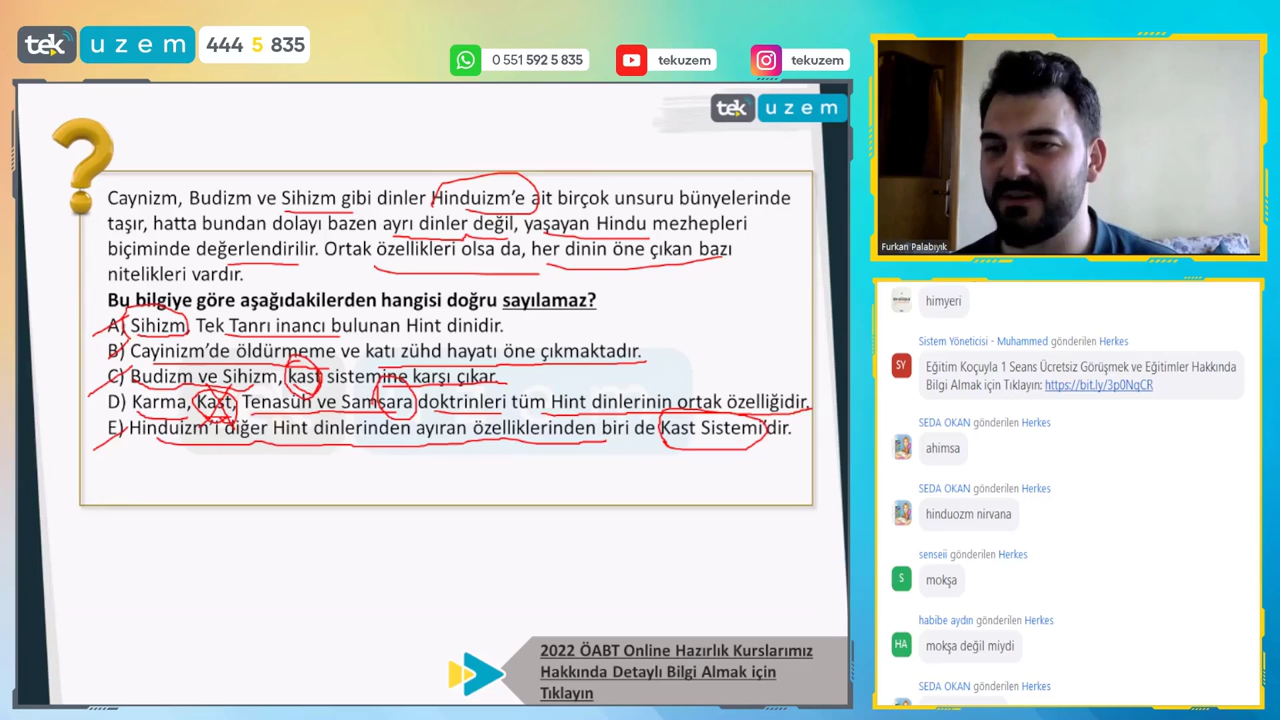 tek uzem 444 5 835
0 551 592 5 835
tekuzem
tekuzem
tek uzem
Caynizm, Budizm ve Sihizm gibi dinler Hinduizm’e ait birçok unsuru bünyelerinde
taşır, hatta bundan dolayı bazen ayrı dinler değil, yaşayan Hindu mezhepleri
biçiminde değerlendirilir. Ortak özellikleri olsa da, her dinin öne çıkan bazı
nitelikleri vardır.
Bu bilgiye göre aşağıdakilerden hangisi doğru sayılamaz?
A) Sihizm, Tek Tanrı inancı bulunan Hint dinidir.
B) Cayinizm’de öldürmeme ve katı zühd hayatı öne çıkmaktadır.
C) Budizm ve Sihizm, kast sistemine karşı çıkar.
D) Karma, Kast, Tenasüh ve Samsara doktrinleri tüm Hint dinlerinin ortak özelliğidir.
E) Hinduizm’i diğer Hint dinlerinden ayıran özelliklerinden biri de Kast Sistemi’dir.
2022 ÖABT Online Hazırlık Kurslarımız
Hakkında Detaylı Bilgi Almak için
Tıklayın
Furkan Palabıyık
himyeri
Sistem Yöneticisi - Muhammed gönderilen Herkes
SY
Eğitim Koçuyla 1 Seans Ücretsiz Görüşmek ve Eğitimler Hakkında
Bilgi Almak için Tıklayın: https://bit.ly/3p0NqCR
SEDA OKAN gönderilen Herkes
ahimsa
SEDA OKAN gönderilen Herkes
hinduozm nirvana
senseii gönderilen Herkes
S
mokşa
habibe aydın gönderilen Herkes
HA
mokşa değil miydi
SEDA OKAN gönderilen Herkes